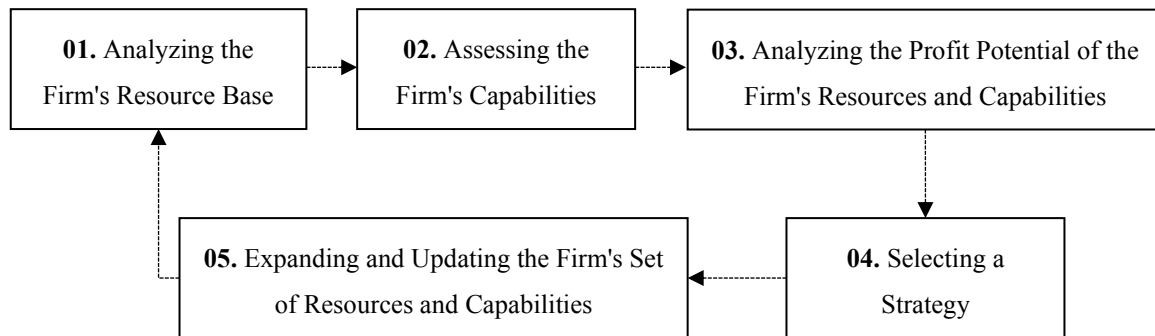 01. Analyzing the
Firm's Resource Base
02. Assessing the
Firm's Capabilities
03. Analyzing the Profit Potential of the
Firm's Resources and Capabilities
04. Selecting a
Strategy
05. Expanding and Updating the Firm's Set
of Resources and Capabilities